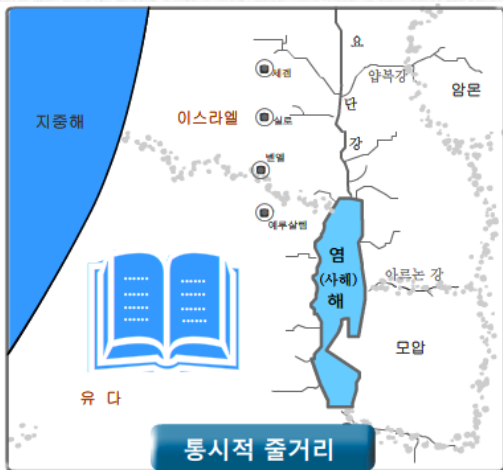 요
세겜
얍복강
암몬
지중해
이스라엘
실로
단
강
벧엘
예루살렘
염
(사해)
해
아르논 강
모압
유 다
통시적 줄거리